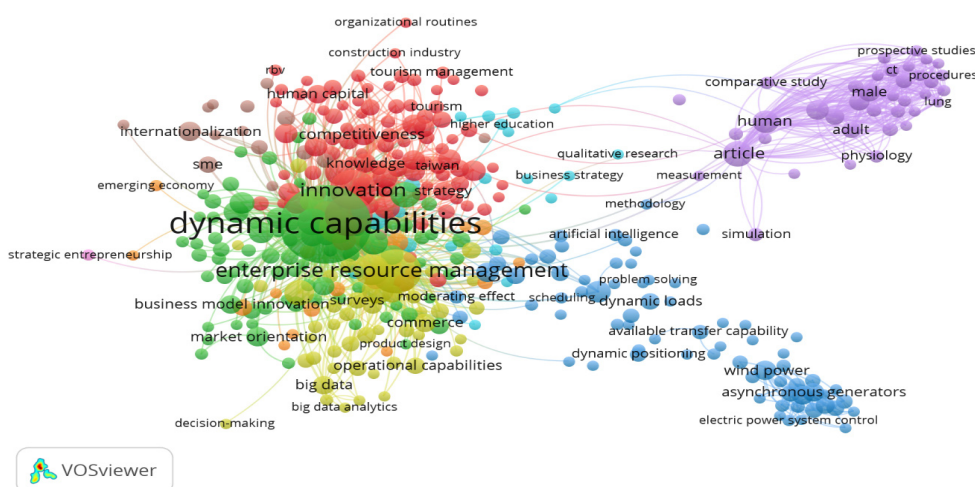 organizational routines
construction industry
rbv
tourism management
human capital
tourism
higher education
internationalization
competitiveness
sme
knowledge
taiwan
qualitative research
business strategy
emerging economy
innovation
strategy
dynamic capabilities
strategic entrepreneurship
enterprise resource management
business model innovation
surveys
moderating effect
commerce
market orientation
product design
operational capabilities
big data
big data analytics
decision-making
prospective studies
comparative study
ct
procedures
male
lung
human
adult
article
physiology
measurement
methodology
simulation
artificial intelligence
problem solving
scheduling
dynamic loads
available transfer capability
dynamic positioning
wind power
asynchronous generators
electric power system control
VOSviewer